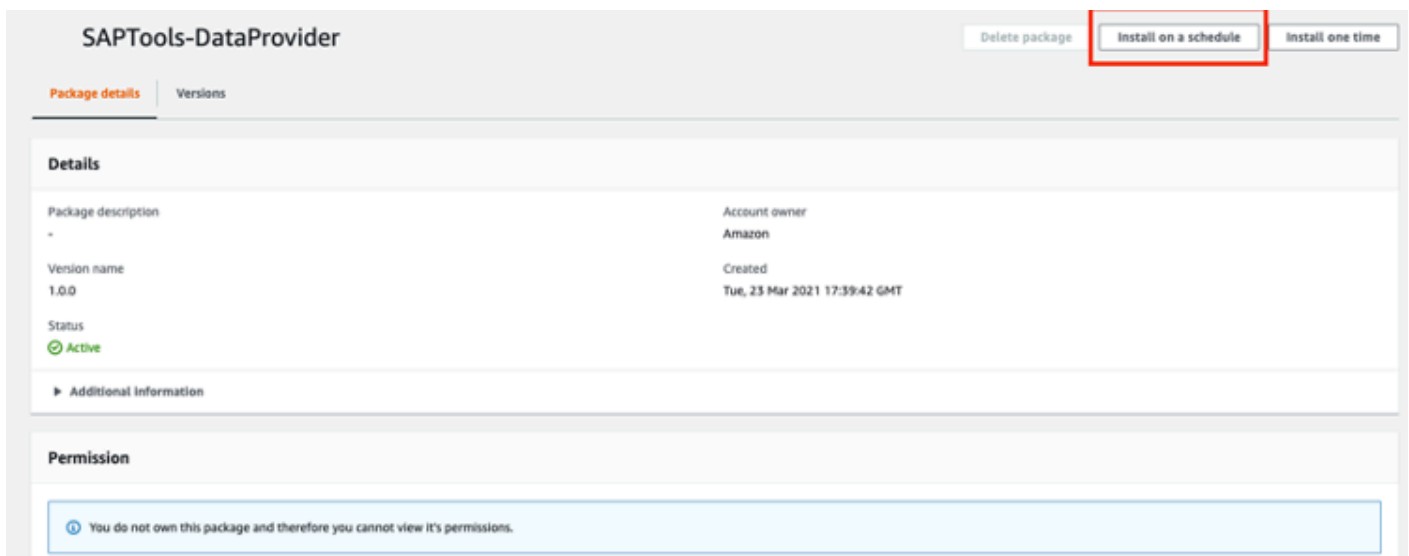 SAPTools-DataProvider
Delete package
Install on a schedule
Install one time
Package details
Versions
Details
Package description
-
Account owner
Amazon
Version name
1.0.0
Created
Tue, 23 Mar 2021 17:39:42 GMT
Status
Active
Additional information
Permission
You do not own this package and therefore you cannot view it's permissions.